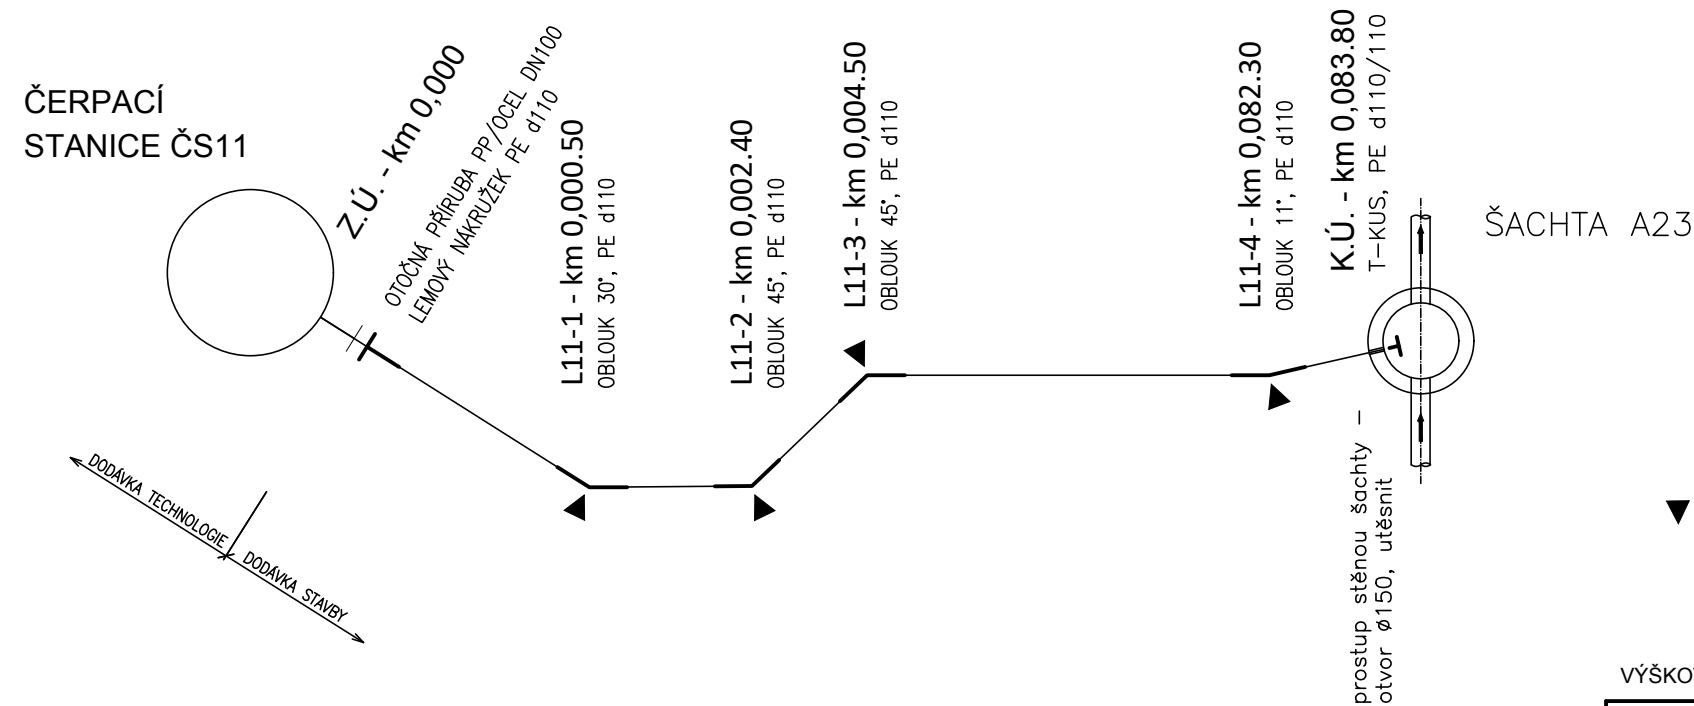 ČERPACÍ
STANICE ČS11
Z.Ú. - km 0,000
OTOČNÁ PŘÍRUBA PP/OCEL DN100
LEMOVÝ NÁKRUŽEK PE d110
L11-1 - km 0,000.50
OBLOUK 30°, PE d110
L11-2 - km 0,002.40
OBLOUK 45°, PE d110
L11-3 - km 0,004.50
OBLOUK 45°, PE d110
L11-4 - km 0,082.30
OBLOUK 11°, PE d110
K.Ú. - km 0,083.80
T-KUS, PE d110/110
ŠACHTA A23
DODÁVKA TECHNOLOGIE
DODÁVKA STAVBY
prostup stěnou šachty -
otvor ø150, utěsnit